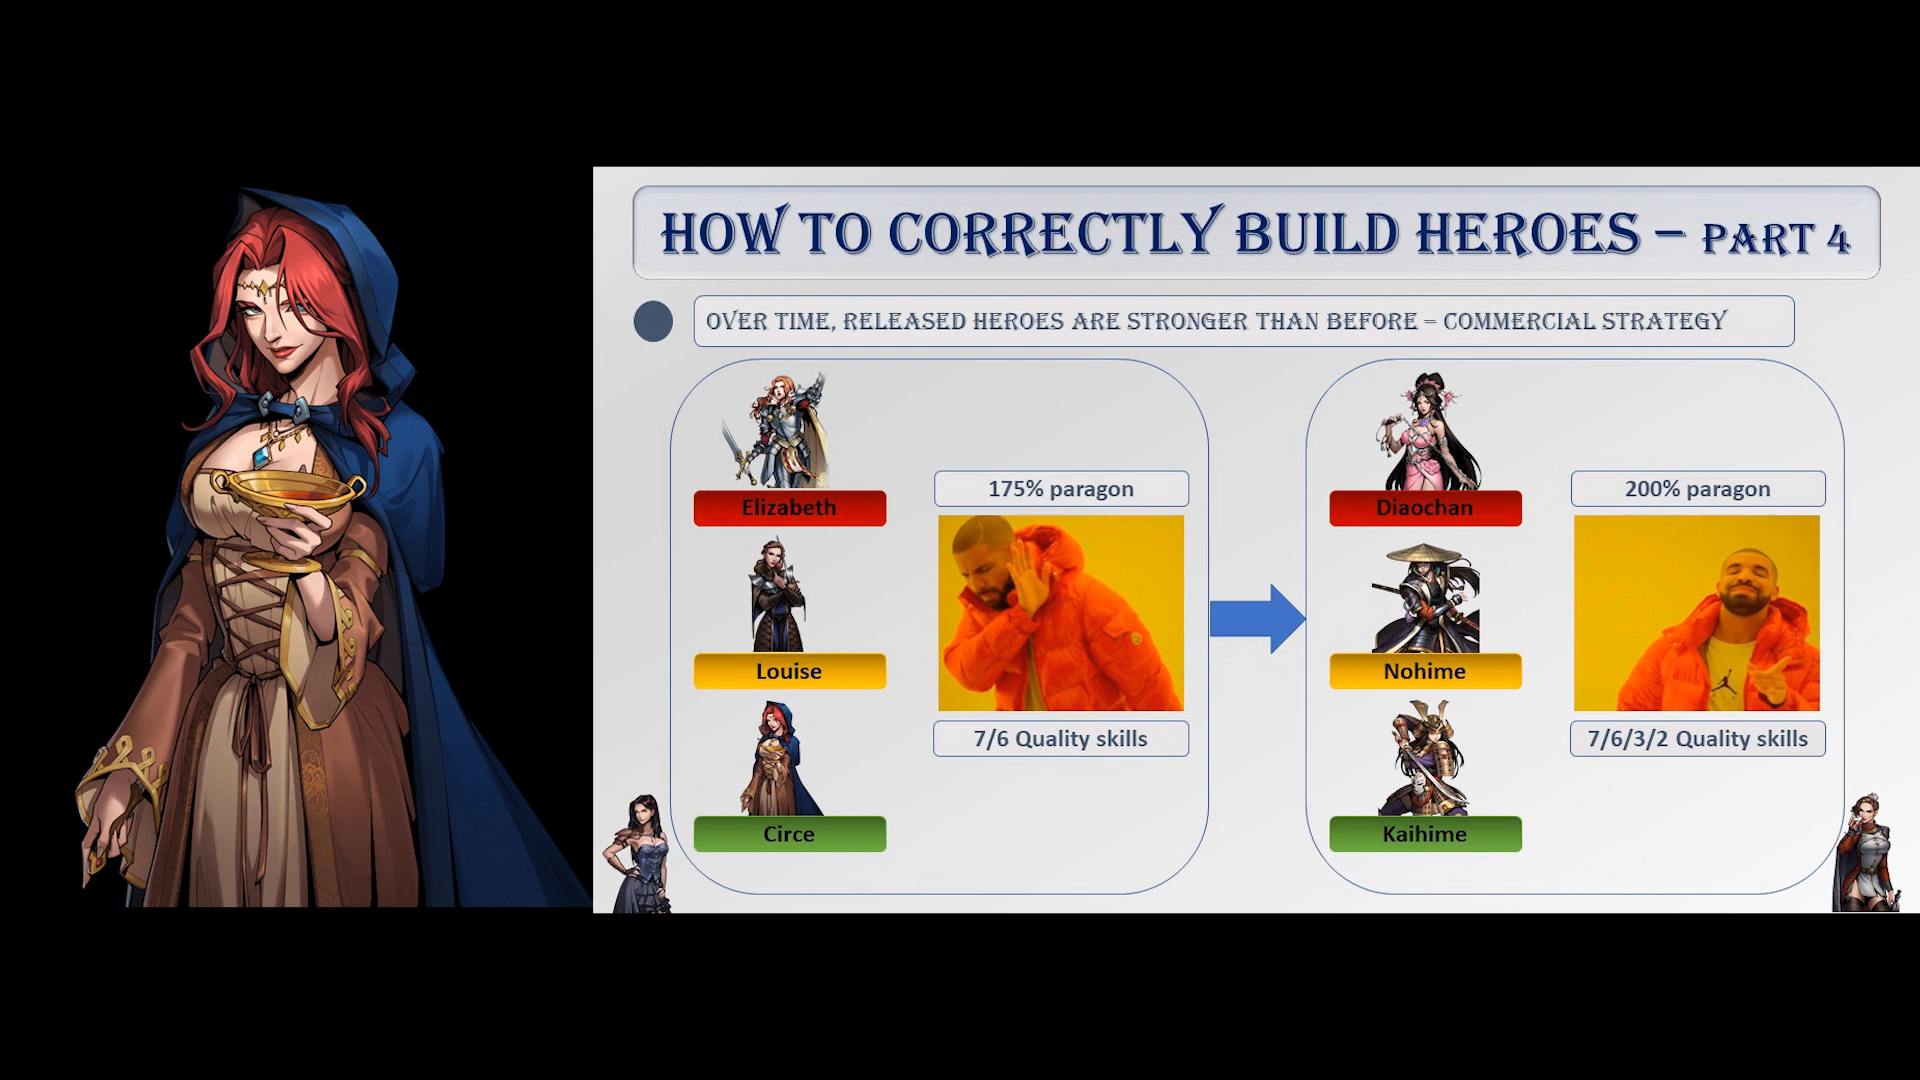 HOW TO CORRECTLY BUILD HEROES – PART 4
OVER TIME, RELEASED HEROES ARE STRONGER THAN BEFORE – COMMERCIAL STRATEGY
Elizabeth
175% paragon
Louise
7/6 Quality skills
Circe
Diaochan
200% paragon
Nohime
7/6/3/2 Quality skills
Kaihime